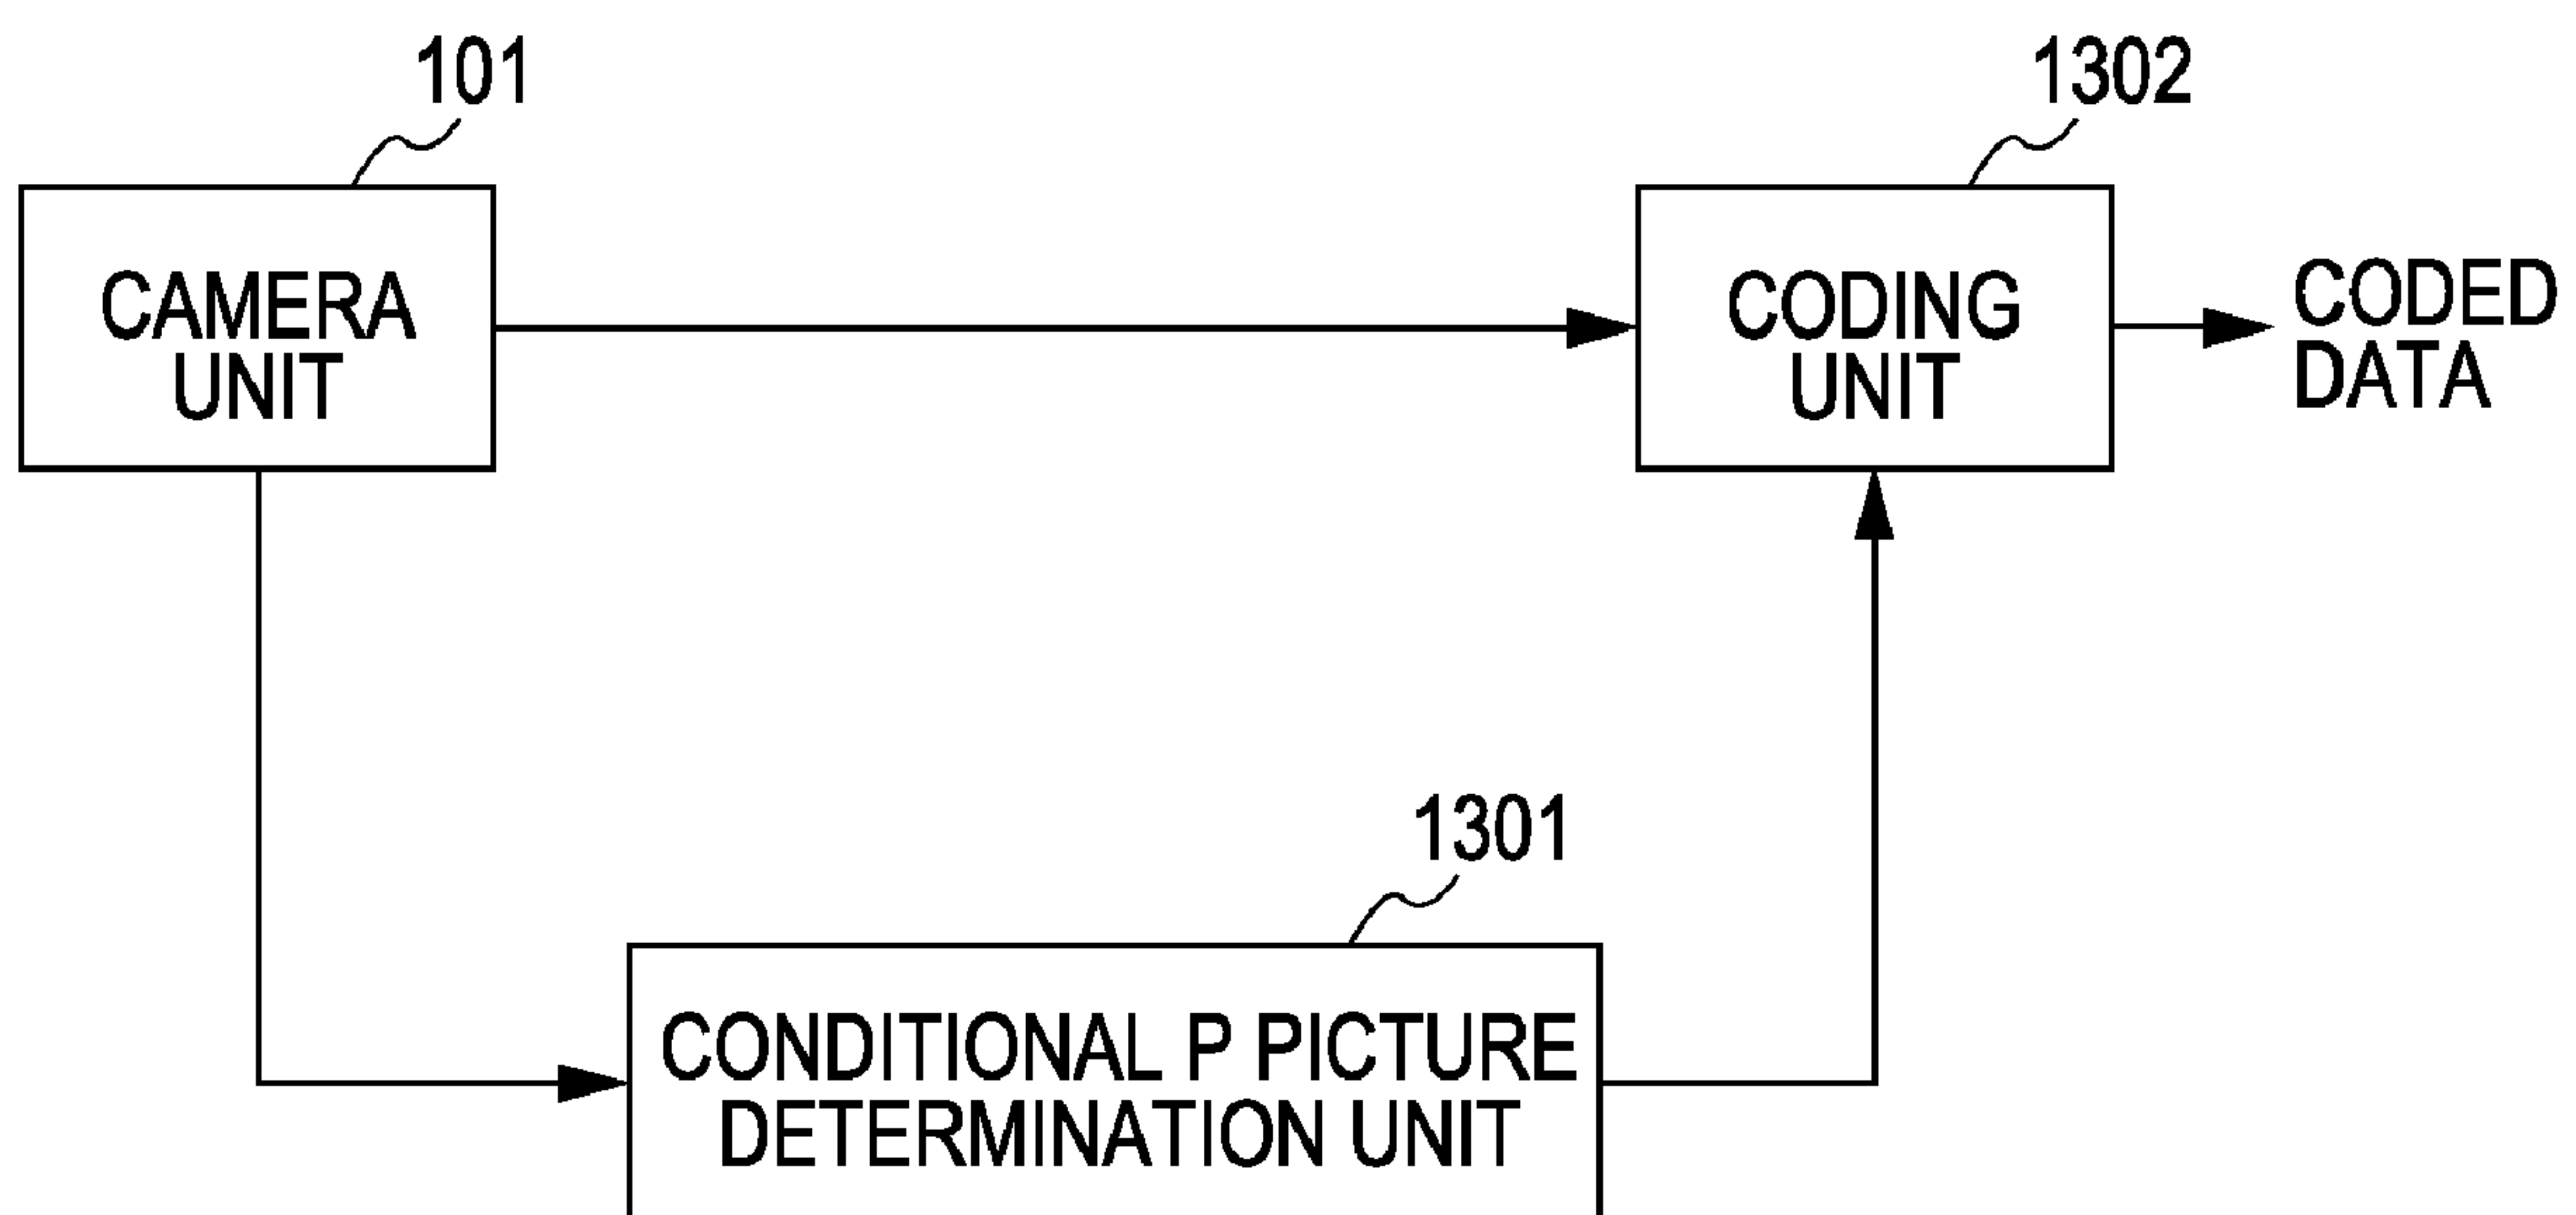 101
1302
CAMERA
UNIT
CODING
UNIT
CODED
DATA
1301
CONDITIONAL P PICTURE
DETERMINATION UNIT